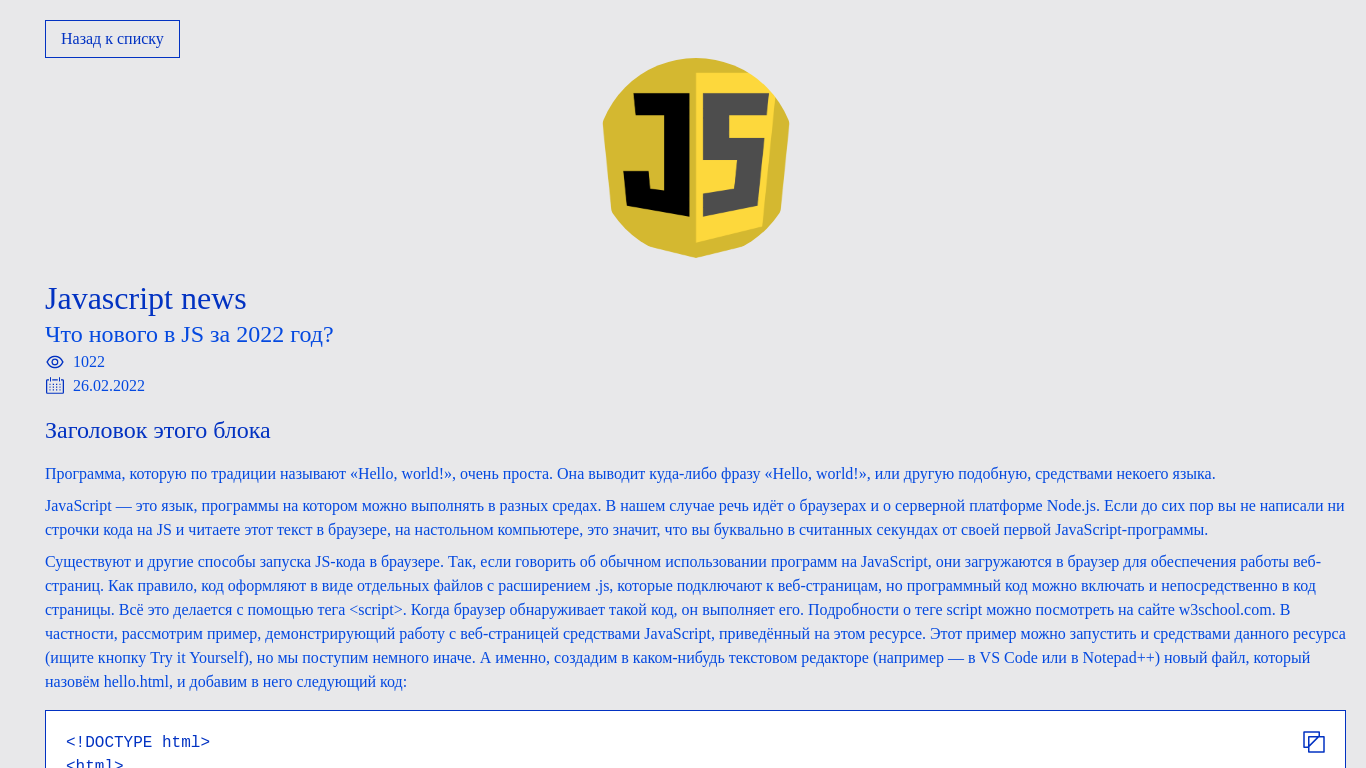 Назад к списку
JS
Javascript news
Что нового в JS за 2022 год?
1022
26.02.2022
Заголовок этого блока
Программа, которую по традиции называют «Hello, world!», очень проста. Она выводит куда-либо фразу «Hello, world!», или другую подобную, средствами некоего языка.
JavaScript — это язык, программы на котором можно выполнять в разных средах. В нашем случае речь идёт о браузерах и о серверной платформе Node.js. Если до сих пор вы не написали ни
строчки кода на JS и читаете этот текст в браузере, на настольном компьютере, это значит, что вы буквально в считанных секундах от своей первой JavaScript-программы.
Существуют и другие способы запуска JS-кода в браузере. Так, если говорить об обычном использовании программ на JavaScript, они загружаются в браузер для обеспечения работы веб-
страниц. Как правило, код оформляют в виде отдельных файлов с расширением .js, которые подключают к веб-страницам, но программный код можно включать и непосредственно в код
страницы. Всё это делается с помощью тега <script>. Когда браузер обнаруживает такой код, он выполняет его. Подробности о теге script можно посмотреть на сайте w3school.com. В
частности, рассмотрим пример, демонстрирующий работу с веб-страницей средствами JavaScript, приведённый на этом ресурсе. Этот пример можно запустить и средствами данного ресурса
(ищите кнопку Try it Yourself), но мы поступим немного иначе. А именно, создадим в каком-нибудь текстовом редакторе (например — в VS Code или в Notepad++) новый файл, который
назовём hello.html, и добавим в него следующий код:
<!DOCTYPE html>
<html>